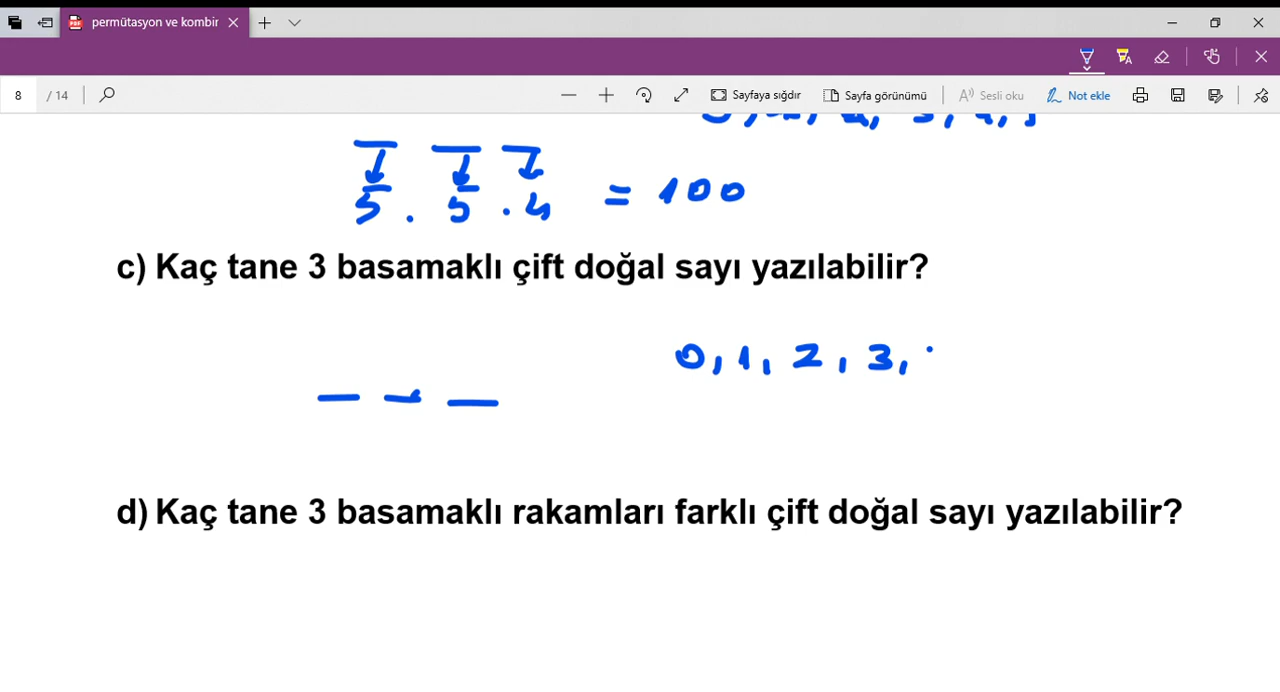 permütasyon ve kombir
8 / 14 Sayfaya sığdır Sayfa görünümü Sesli oku Not ekle
5 . 5 . 4 = 100
c) Kaç tane 3 basamaklı çift doğal sayı yazılabilir?
0, 1, 2, 3,
d) Kaç tane 3 basamaklı rakamları farklı çift doğal sayı yazılabilir?